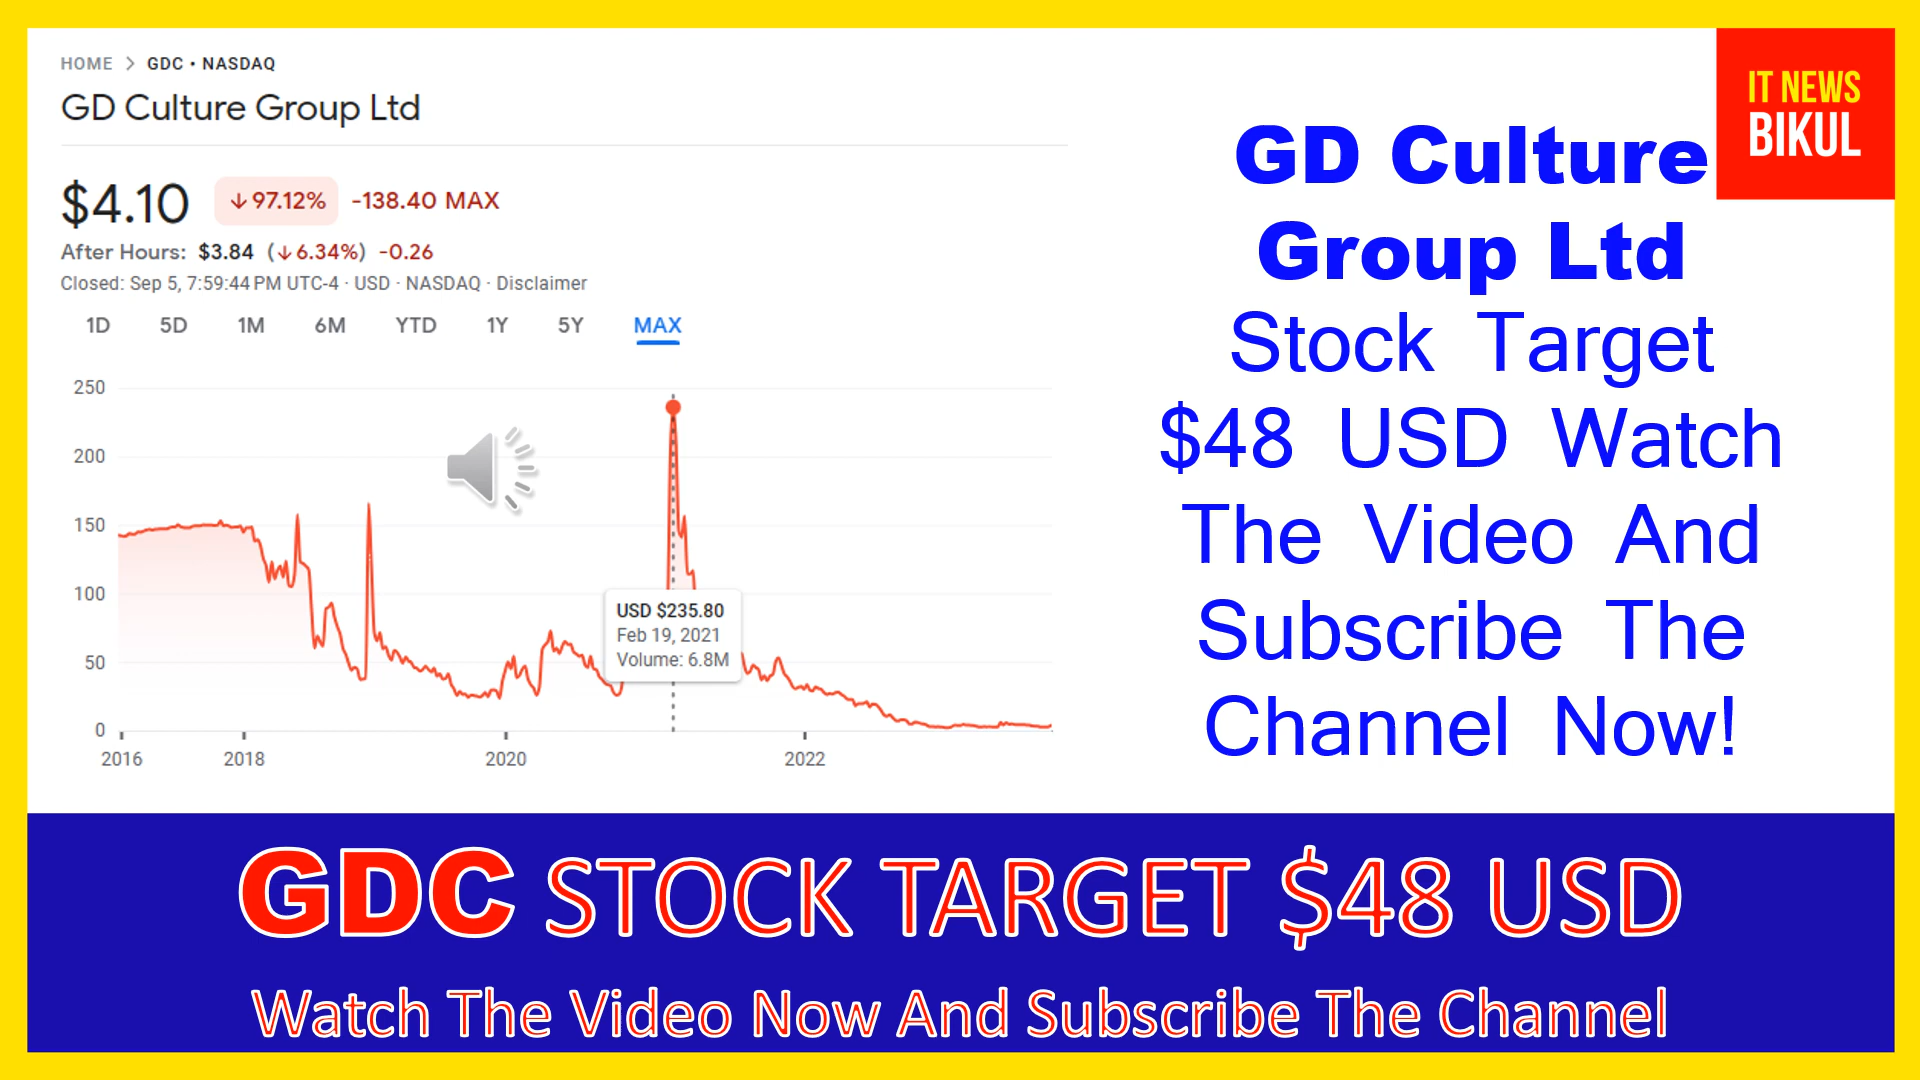 HOME > GDC • NASDAQ
GD Culture Group Ltd
$4.10 ↓ 97.12% -138.40 MAX
After Hours: $3.84 (↓ 6.34%) -0.26
Closed: Sep 5, 7:59:44 PM UTC-4 · USD · NASDAQ · Disclaimer
1D 5D 1M 6M YTD 1Y 5Y MAX
250
200
150
100
50
0
USD $235.80
Feb 19, 2021
Volume: 6.8M
2016 2018 2020 2022
IT NEWS
BIKUL
GD Culture
Group Ltd
Stock Target
$48 USD Watch
The Video And
Subscribe The
Channel Now!
GDC STOCK TARGET $48 USD
Watch The Video Now And Subscribe The Channel